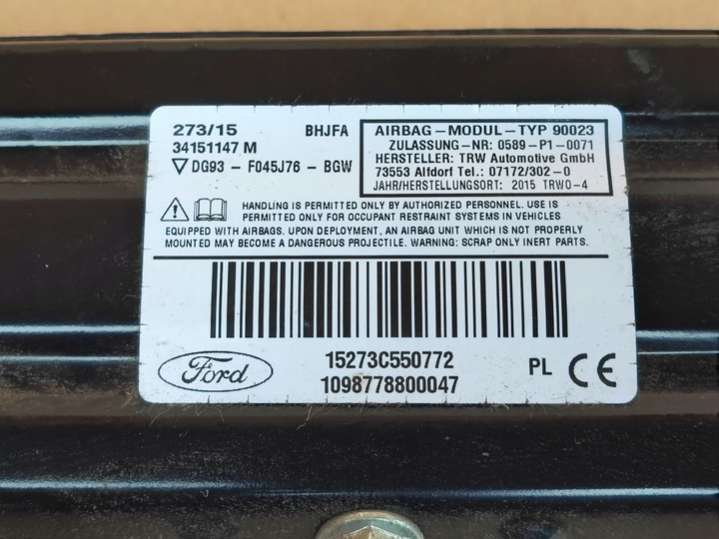 273/15 BHJFA
34151147 M
DG93 - F045J76 - BGW
AIRBAG-MODUL-TYP 90023
ZULASSUNG-NR: 0589-P1-0071
HERSTELLER: TRW Automotive GmbH
73553 Alfdorf Tel.: 07172/302-0
JAHR/HERSTELLUNGSORT: 2015 TRWO-4
HANDLING IS PERMITTED ONLY BY AUTHORIZED PERSONNEL. USE IS
PERMITTED ONLY FOR OCCUPANT RESTRAINT SYSTEMS IN VEHICLES
EQUIPPED WITH AIRBAGS. UPON DEPLOYMENT, AN AIRBAG UNIT WHICH IS NOT PROPERLY
MOUNTED MAY BECOME A DANGEROUS PROJECTILE. WARNING: SCRAP ONLY INERT PARTS.
Ford
15273C550772
1098778800047
PL CE